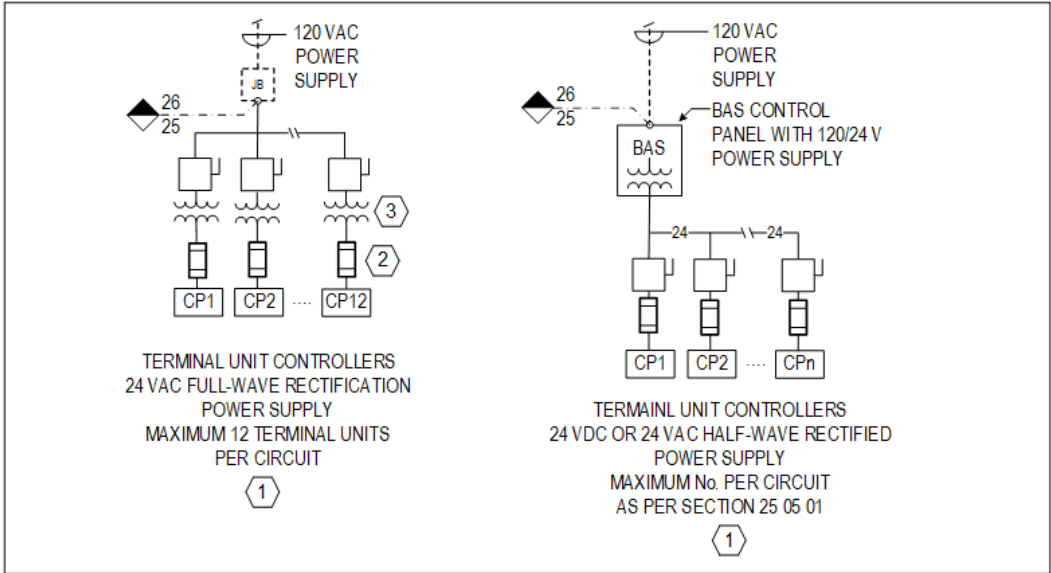 120 VAC
POWER
SUPPLY
JB
26
25
3
2
CP1 CP2 .... CP12
TERMINAL UNIT CONTROLLERS
24 VAC FULL-WAVE RECTIFICATION
POWER SUPPLY
MAXIMUM 12 TERMINAL UNITS
PER CIRCUIT
1
120 VAC
POWER
SUPPLY
26
25
BAS CONTROL
PANEL WITH 120/24 V
POWER SUPPLY
BAS
24 24
CP1 CP2 .... CPn
TERMAINL UNIT CONTROLLERS
24 VDC OR 24 VAC HALF-WAVE RECTIFIED
POWER SUPPLY
MAXIMUM No. PER CIRCUIT
AS PER SECTION 25 05 01
1